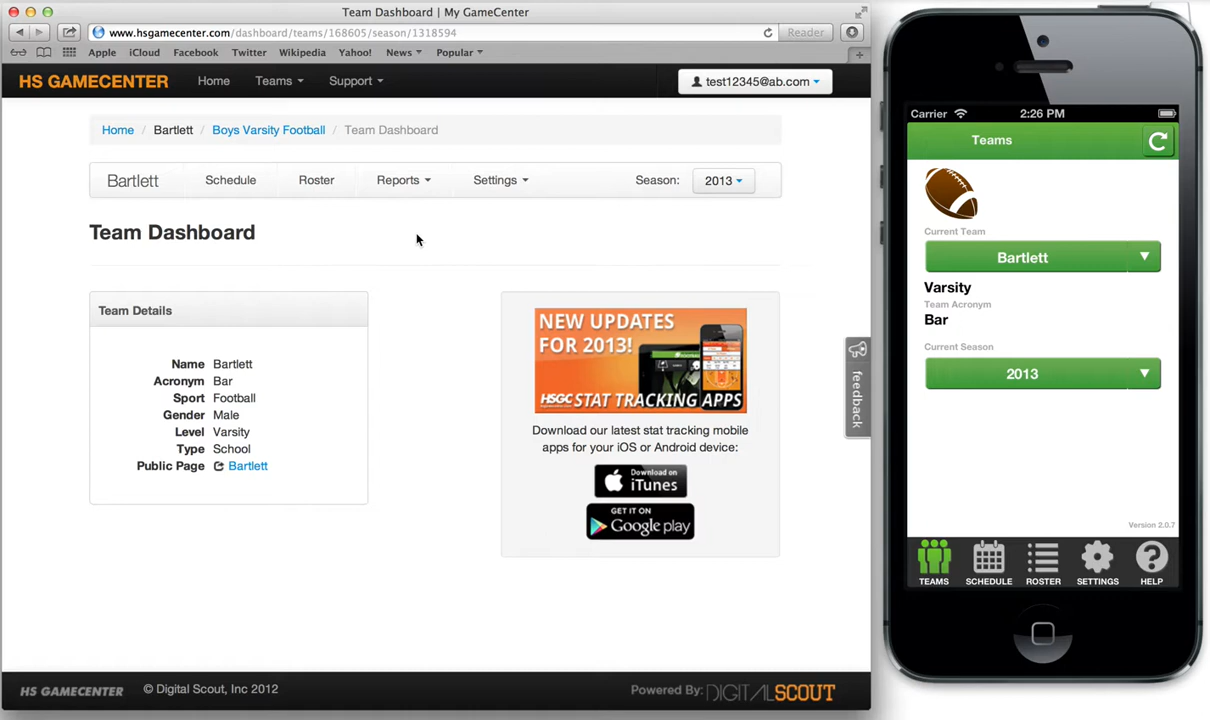 Team Dashboard | My GameCenter
www.hsgamecenter.com/dashboard/teams/168605/season/1318594
Reader
Apple iCloud Facebook Twitter Wikipedia Yahoo! News Popular
HS GAMECENTER Home Teams Support test12345@ab.com
Home / Bartlett / Boys Varsity Football / Team Dashboard
Bartlett Schedule Roster Reports Settings Season: 2013
Team Dashboard
Team Details
Name Bartlett
Acronym Bar
Sport Football
Gender Male
Level Varsity
Type School
Public Page Bartlett
NEW UPDATES
FOR 2013!
HSGC STAT TRACKING APPS
Download our latest stat tracking mobile
apps for your iOS or Android device:
Download on
iTunes
GET IT ON
Google play
feedback
HS GAMECENTER © Digital Scout, Inc 2012
Powered By: DIGITALSCOUT
Carrier 2:26 PM
Teams
Current Team
Bartlett
Varsity
Team Acronym
Bar
Current Season
2013
Version 2.0.7
TEAMS SCHEDULE ROSTER SETTINGS HELP